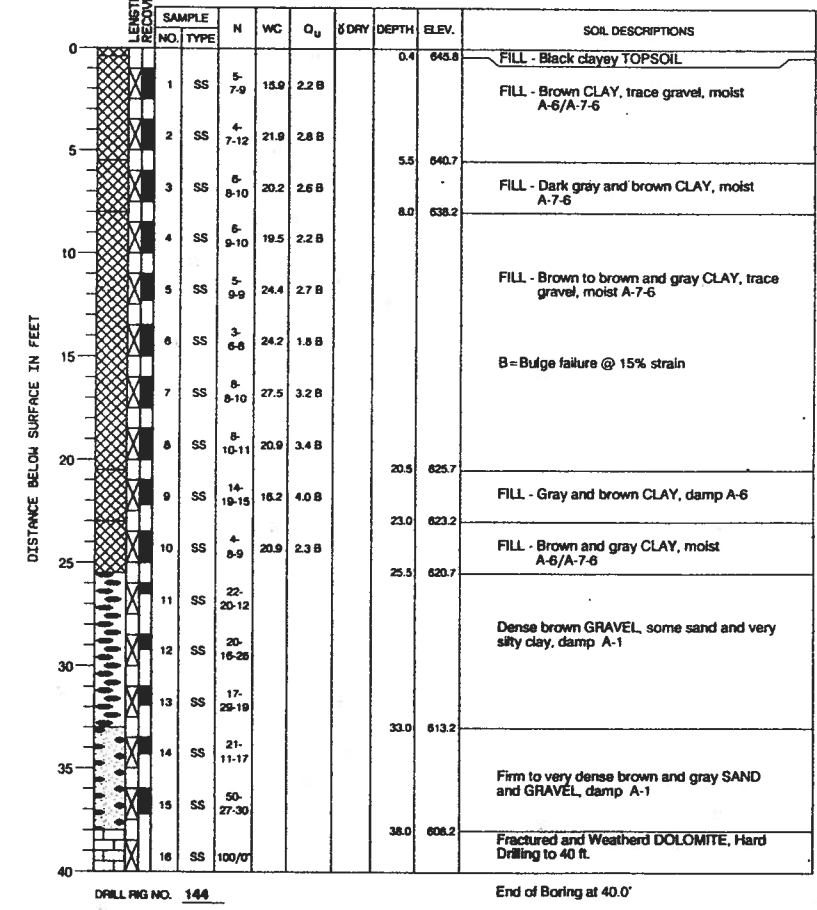 LENGTH
RECOV
SAMPLE
NO. TYPE N WC Qu ɣ DRY DEPTH ELEV. SOIL DESCRIPTIONS
0
0.4 645.8 FILL - Black clayey TOPSOIL
1 SS 5- 7-9 15.9 2.2 B
FILL - Brown CLAY, trace gravel, moist
A-6/A-7-6
2 SS 4- 7-12 21.9 2.8 B
5
5.5 640.7
3 SS 6- 8-10 20.2 2.6 B
FILL - Dark gray and brown CLAY, moist
A-7-6
8.0 638.2
4 SS 6- 9-10 19.5 2.2 B
10
5 SS 5- 9-9 24.4 2.7 B
FILL - Brown to brown and gray CLAY, trace
gravel, moist A-7-6
6 SS 3- 6-8 24.2 1.8 B
15
B=Bulge failure @ 15% strain
7 SS 8- 8-10 27.5 3.2 B
8 SS 8- 10-11 20.9 3.4 B
20
20.5 625.7
9 SS 14- 19-15 16.2 4.0 B
FILL - Gray and brown CLAY, damp A-6
23.0 623.2
10 SS 4- 8-9 20.9 2.3 B
FILL - Brown and gray CLAY, moist
A-6/A-7-6
25
25.5 620.7
11 SS 22- 20-12
12 SS 20- 16-26
Dense brown GRAVEL, some sand and very
silty clay, damp A-1
30
13 SS 17- 29-19
33.0 613.2
14 SS 21- 11-17
35
Firm to very dense brown and gray SAND
and GRAVEL, damp A-1
15 SS 50- 27-30
38.0 608.2
Fractured and Weatherd DOLOMITE, Hard
Drilling to 40 ft.
16 SS 100/0"
40
DISTANCE BELOW SURFACE IN FEET
DRILL RIG NO. 144
End of Boring at 40.0'